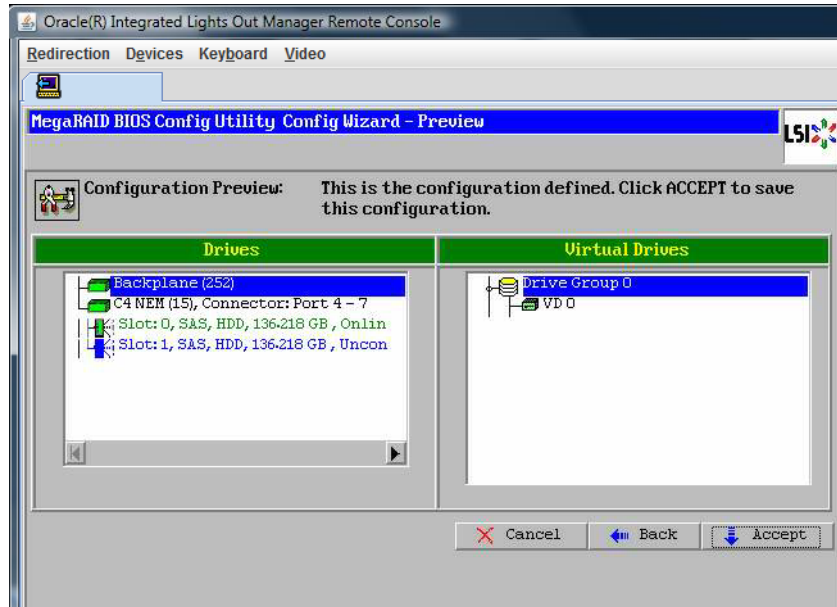 Oracle(R) Integrated Lights Out Manager Remote Console
Redirection Devices Keyboard Video
MegaRAID BIOS Config Utility Config Wizard – Preview
LSI
Configuration Preview: This is the configuration defined. Click ACCEPT to save
this configuration.
Drives
Backplane (252)
C4 NEM (15), Connector: Port 4 - 7
Slot: 0, SAS, HDD, 136.218 GB , Onlin
Slot: 1, SAS, HDD, 136.218 GB , Uncon
Virtual Drives
Drive Group 0
VD 0
Cancel Back Accept